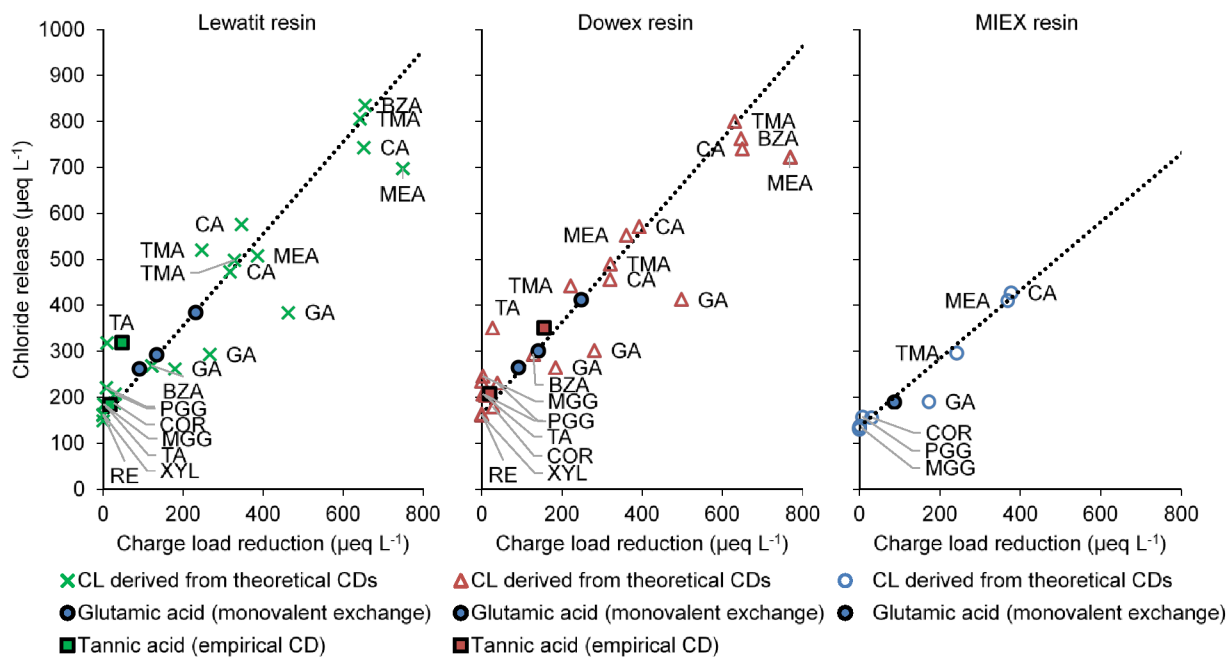 Lewatit resin
Dowex resin
MIEX resin
Chloride release (µeq L-1)
1000
900
800
700
600
500
400
300
200
100
0
BZA
TMA
CA
MEA
CA
TMA
MEA
TMA
CA
GA
TA
GA
GA
BZA
PGG
COR
MGG
TA
XYL
RE
0 200 400 600 800
Charge load reduction (µeq L-1)
TMA
BZA
CA
MEA
CA
MEA
TMA
CA
TMA
GA
TA
GA
GA
BZA
MGG
PGG
TA
COR
XYL
RE
0 200 400 600 800
Charge load reduction (µeq L-1)
CA
MEA
TMA
GA
COR
PGG
MGG
0 200 400 600 800
Charge load reduction (µeq L-1)
CL derived from theoretical CDs
CL derived from theoretical CDs
CL derived from theoretical CDs
Glutamic acid (monovalent exchange)
Glutamic acid (monovalent exchange)
Glutamic acid (monovalent exchange)
Tannic acid (empirical CD)
Tannic acid (empirical CD)